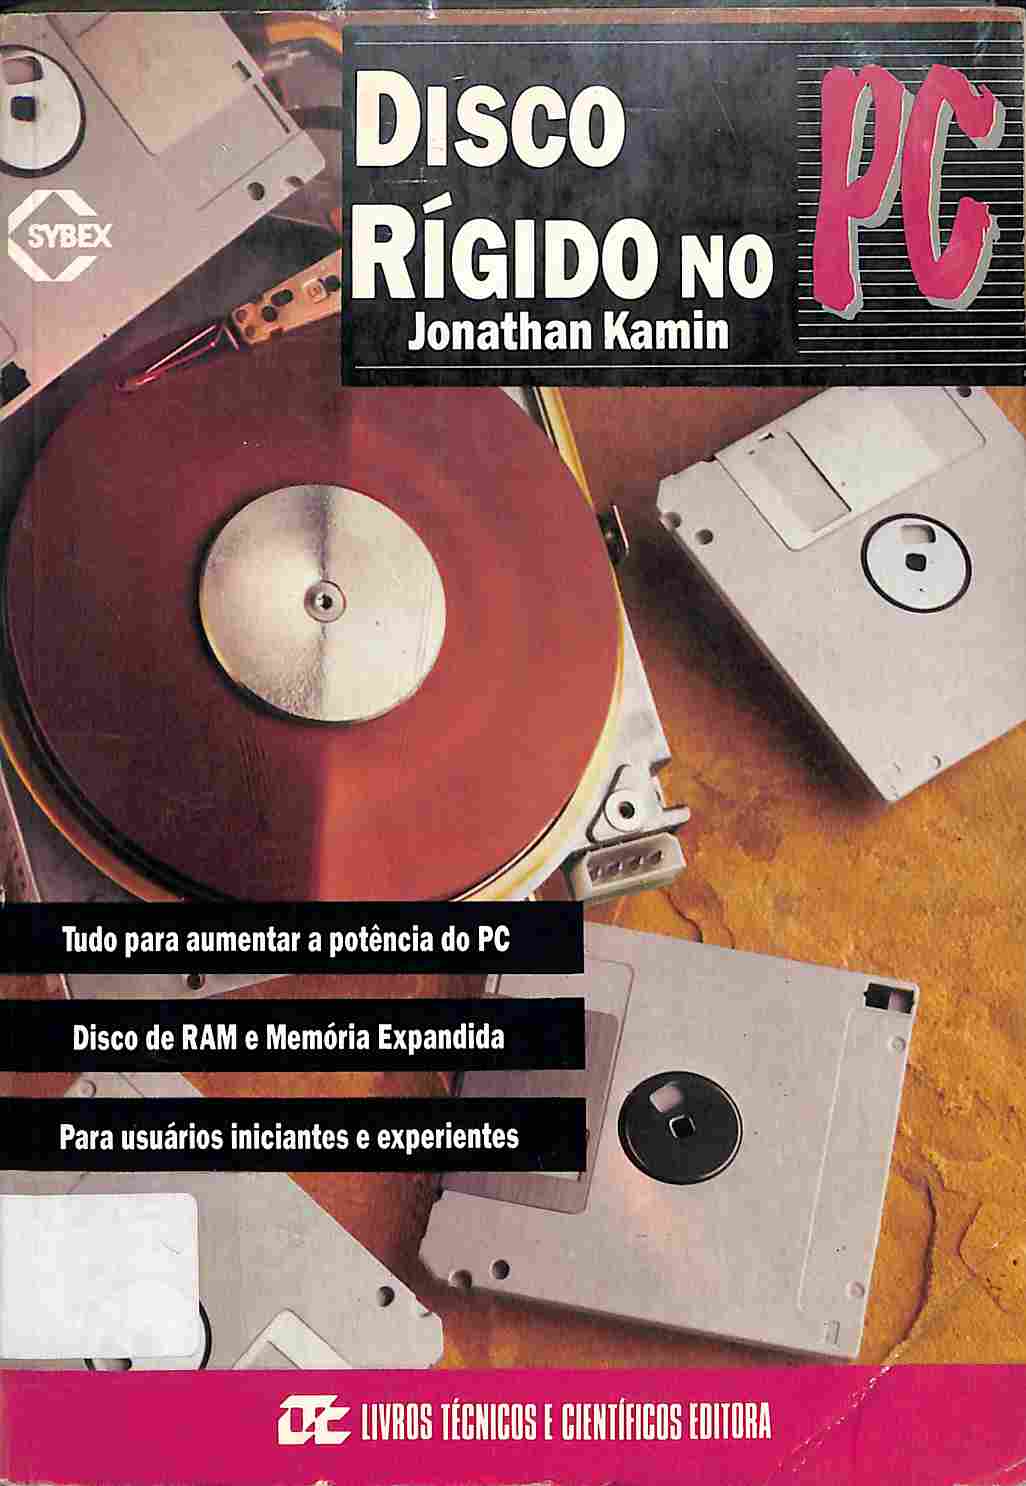 DISCO
RÍGIDO NO PC
Jonathan Kamin
SYBEX
Tudo para aumentar a potência do PC
Disco de RAM e Memória Expandida
Para usuários iniciantes e experientes
LTC LIVROS TÉCNICOS E CIENTÍFICOS EDITORA